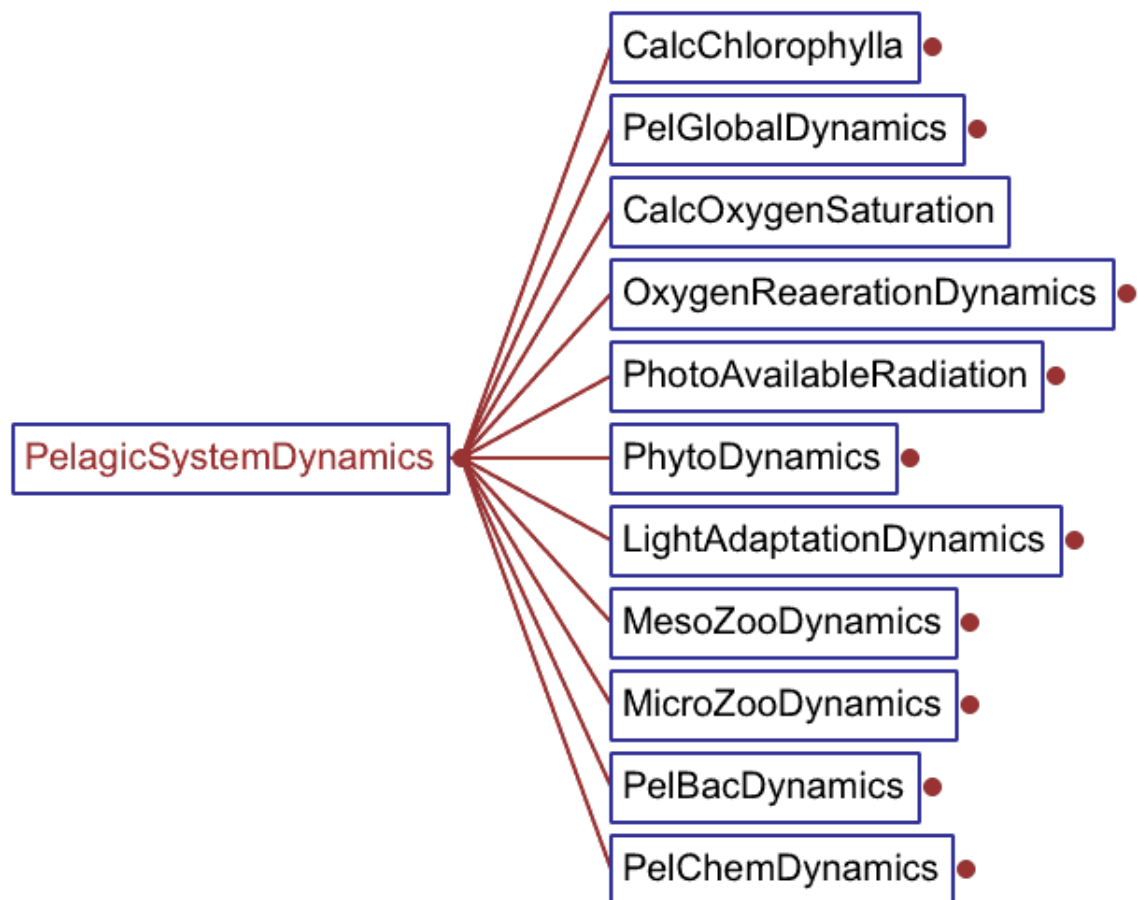 CalcChlorophylla
PelGlobalDynamics
CalcOxygenSaturation
OxygenReaerationDynamics
PhotoAvailableRadiation
PelagicSystemDynamics
PhytoDynamics
LightAdaptationDynamics
MesoZooDynamics
MicroZooDynamics
PelBacDynamics
PelChemDynamics